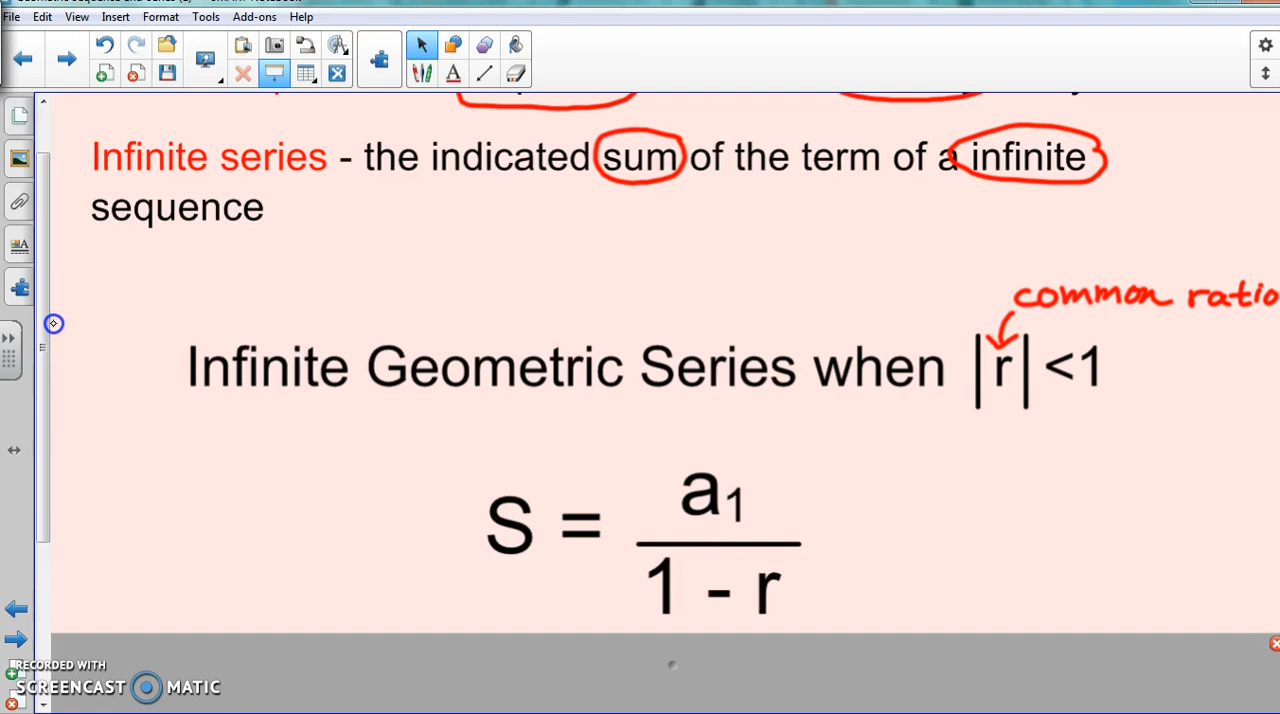 File Edit View Insert Format Tools Add-ons Help
Infinite series - the indicated sum of the term of a infinite
sequence
common ratio
Infinite Geometric Series when |r| <1
S = a1
1 - r
RECORDED WITH
SCREENCAST MATIC